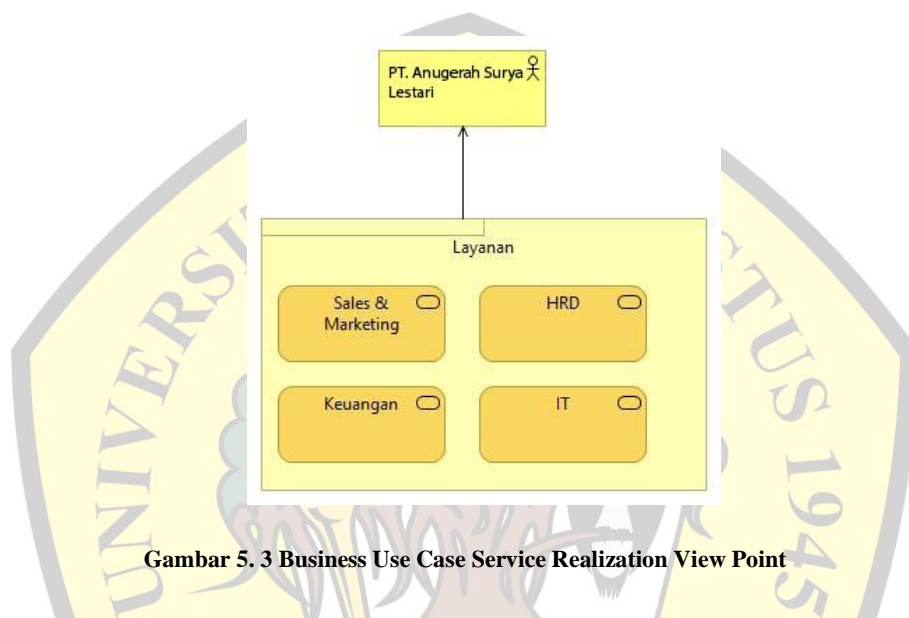 PT. Anugerah Surya
Lestari
Layanan
Sales &
Marketing
HRD
Keuangan
IT
Gambar 5. 3 Business Use Case Service Realization View Point